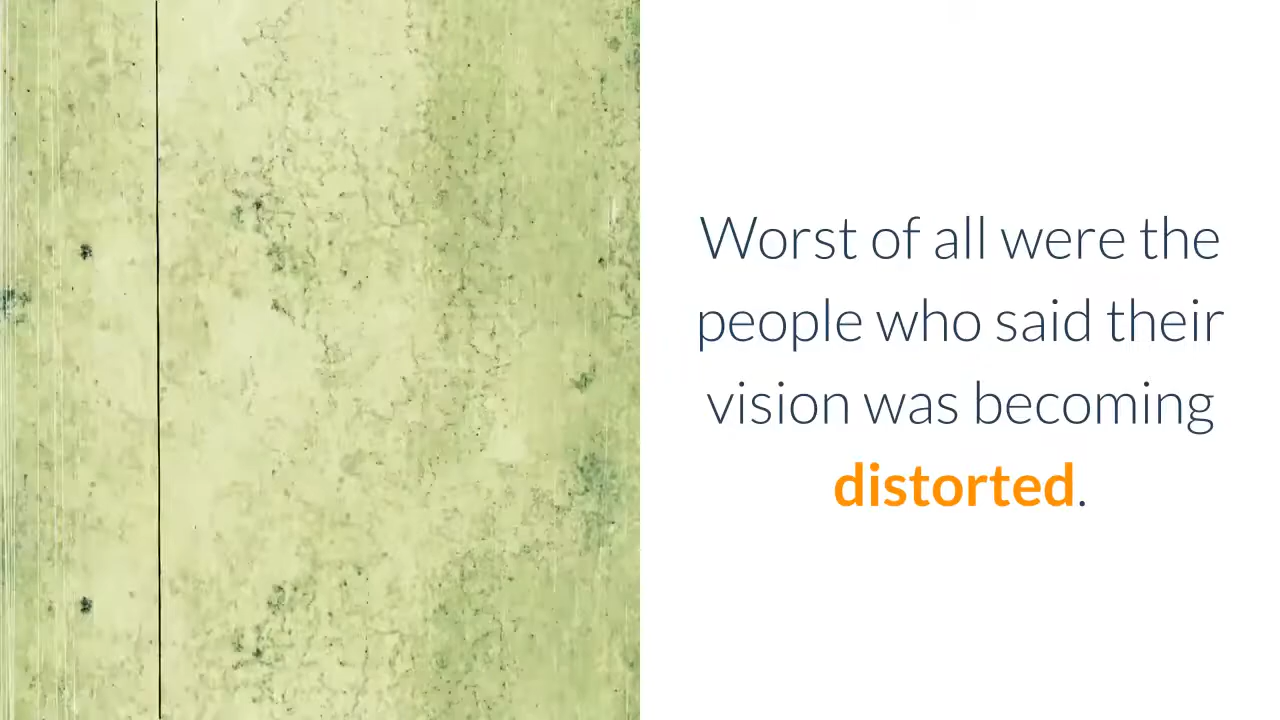 Worst of all were the
people who said their
vision was becoming
distorted.